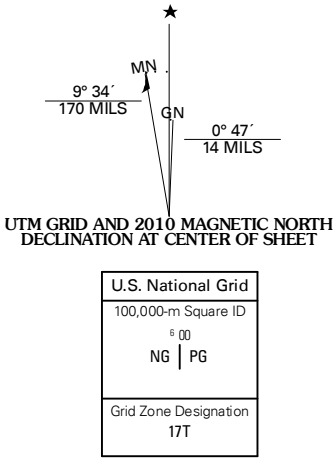 ★
MN
9° 34´
170 MILS
GN
0° 47´
14 MILS
UTM GRID AND 2010 MAGNETIC NORTH
DECLINATION AT CENTER OF SHEET
U.S. National Grid
100,000-m Square ID
6 00
NG | PG
Grid Zone Designation
17T